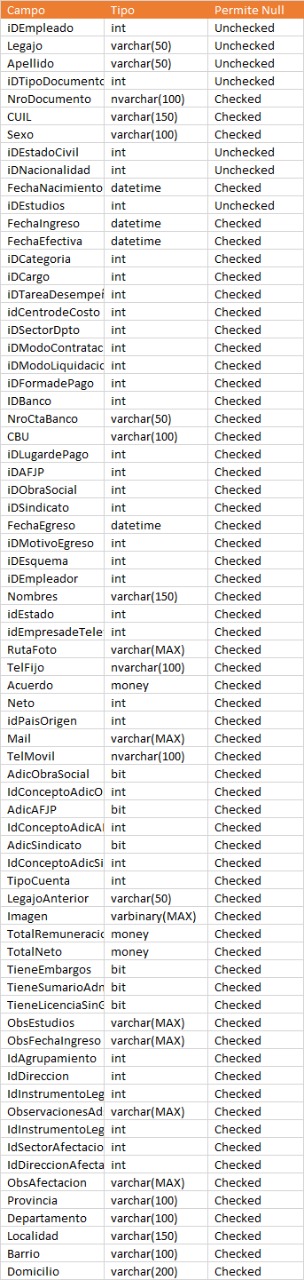 Campo Tipo Permite Null
iDEmpleado int Unchecked
Legajo varchar(50) Unchecked
Apellido varchar(50) Unchecked
iDTipoDocumento int Unchecked
NroDocumento nvarchar(100) Checked
CUIL varchar(150) Checked
Sexo varchar(100) Checked
iDEstadoCivil int Unchecked
iDNacionalidad int Unchecked
FechaNacimiento datetime Checked
iDEstudios int Unchecked
FechaIngreso datetime Checked
FechaEfectiva datetime Checked
iDCategoria int Checked
iDCargo int Checked
iDTareaDesempeñ int Checked
idCentrodeCosto int Checked
iDSectorDpto int Checked
iDModoContratac int Checked
iDModoLiquidacic int Checked
iDFormadePago int Checked
IDBanco int Checked
NroCtaBanco varchar(50) Checked
CBU varchar(100) Checked
iDLugardePago int Checked
iDAFJP int Checked
iDObraSocial int Checked
iDSindicato int Checked
FechaEgreso datetime Checked
iDMotivoEgreso int Checked
iDEsquema int Checked
iDEmpleador int Checked
Nombres varchar(150) Checked
idEstado int Checked
idEmpresadeTele int Checked
RutaFoto varchar(MAX) Checked
TelFijo nvarchar(100) Checked
Acuerdo money Checked
Neto int Checked
idPaisOrigen int Checked
Mail varchar(MAX) Checked
TelMovil nvarchar(100) Checked
AdicObraSocial bit Checked
IdConceptoAdicO int Checked
AdicAFJP bit Checked
IdConceptoAdicAl int Checked
AdicSindicato bit Checked
IdConceptoAdicSi int Checked
TipoCuenta int Checked
LegajoAnterior varchar(50) Checked
Imagen varbinary(MAX) Checked
TotalRemuneracic money Checked
TotalNeto money Checked
TieneEmbargos bit Checked
TieneSumarioAdn bit Checked
TieneLicenciaSinG bit Checked
ObsEstudios varchar(MAX) Checked
ObsFechaIngreso varchar(MAX) Checked
IdAgrupamiento int Checked
IdDireccion int Checked
IdInstrumentoLeg int Checked
ObservacionesAd varchar(MAX) Checked
IdInstrumentoLeg int Checked
IdSectorAfectacio int Checked
IdDireccionAfecta int Checked
ObsAfectacion varchar(MAX) Checked
Provincia varchar(100) Checked
Departamento varchar(100) Checked
Localidad varchar(150) Checked
Barrio varchar(100) Checked
Domicilio varchar(200) Checked